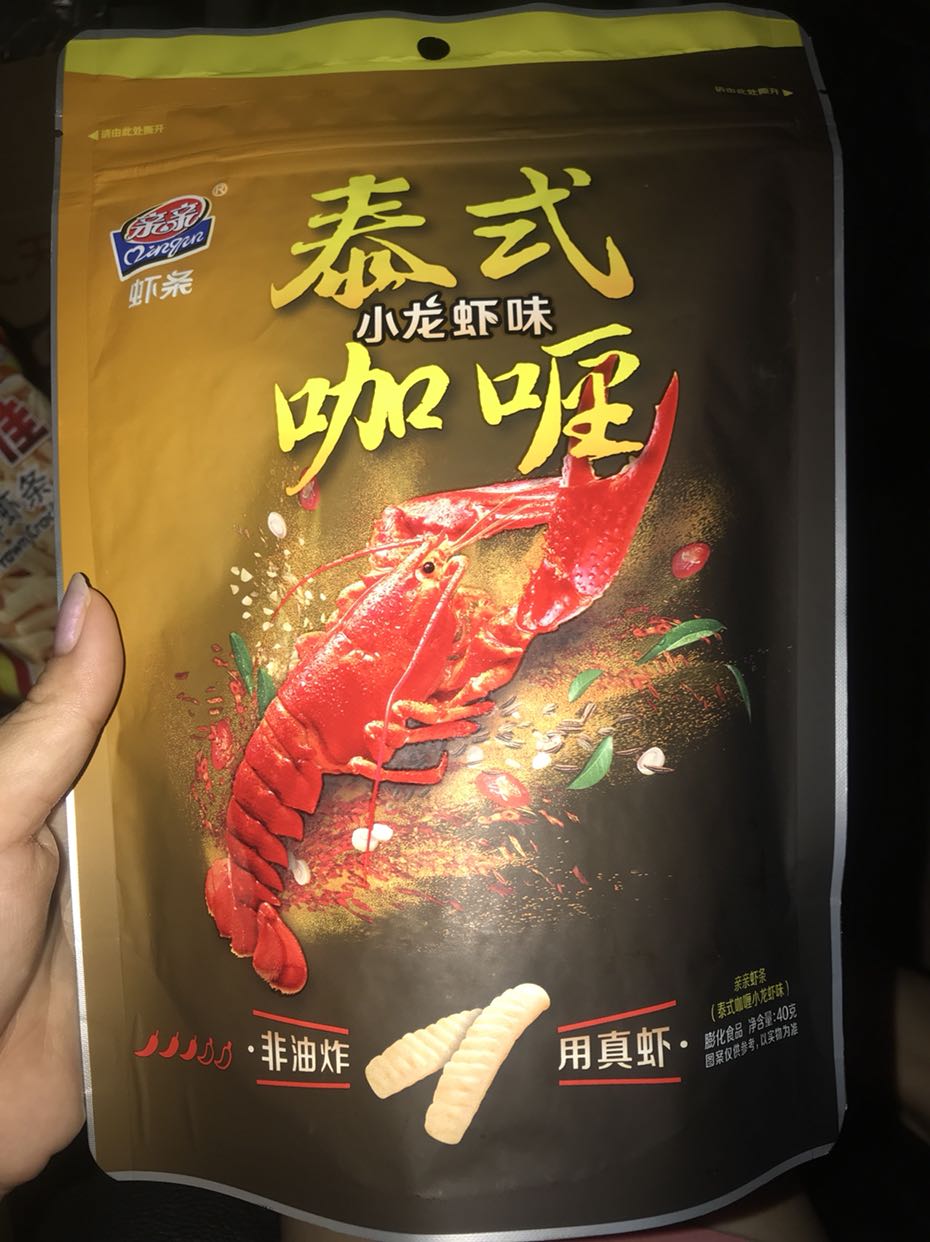 请由此处撕开
请由此处撕开
亲亲
Qinqin
®
虾条
泰式
小龙虾味
咖喱
佳
条
·非油炸
用真虾·
亲亲虾条
(泰式咖喱小龙虾味)
膨化食品 净含量:40克
图案仅供参考,以实物为准